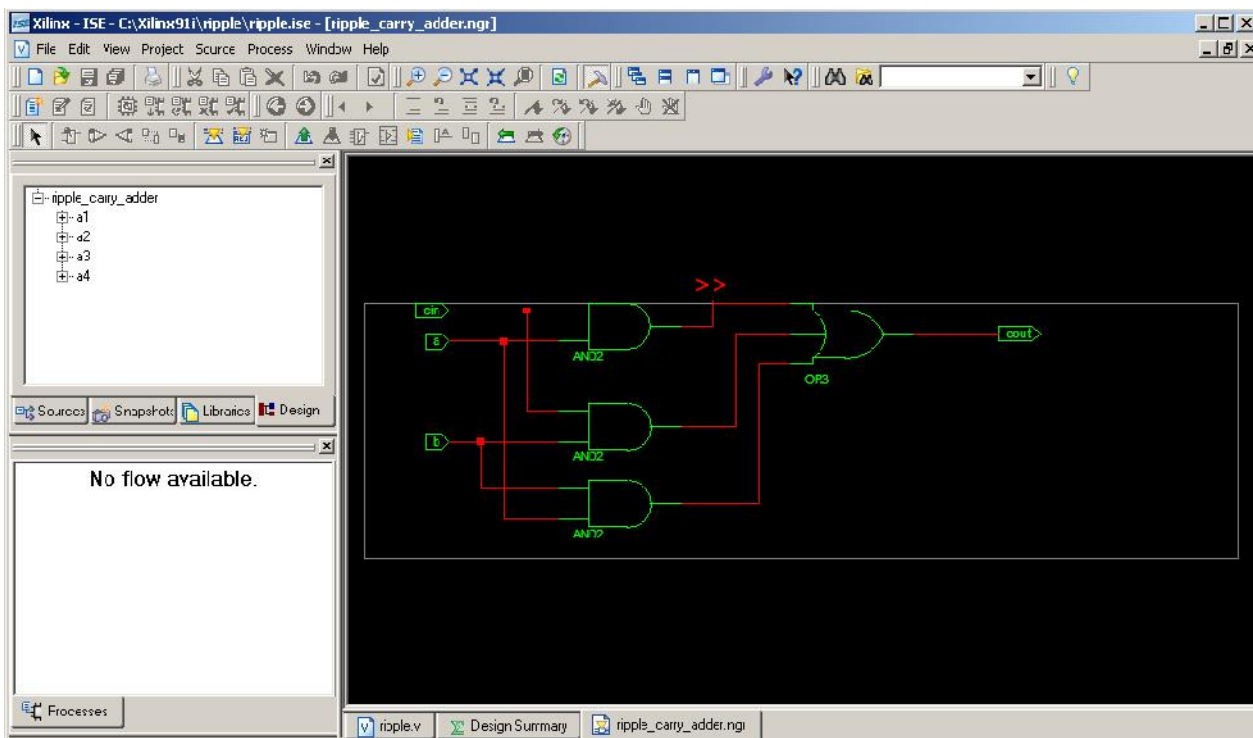 Xilinx - ISE - C:\Xilinx91i\ripple\ripple.ise - [ripple_carry_adder.ngr]
File Edit View Project Source Process Window Help
ripple_carry_adder
a1
a2
a3
a4
Sources Snapshots Libraries Design
No flow available.
Processes
>>
cin
a
AND2
cout
OR3
b
AND2
AND2
ripple.v Design Summary ripple_carry_adder.ngr